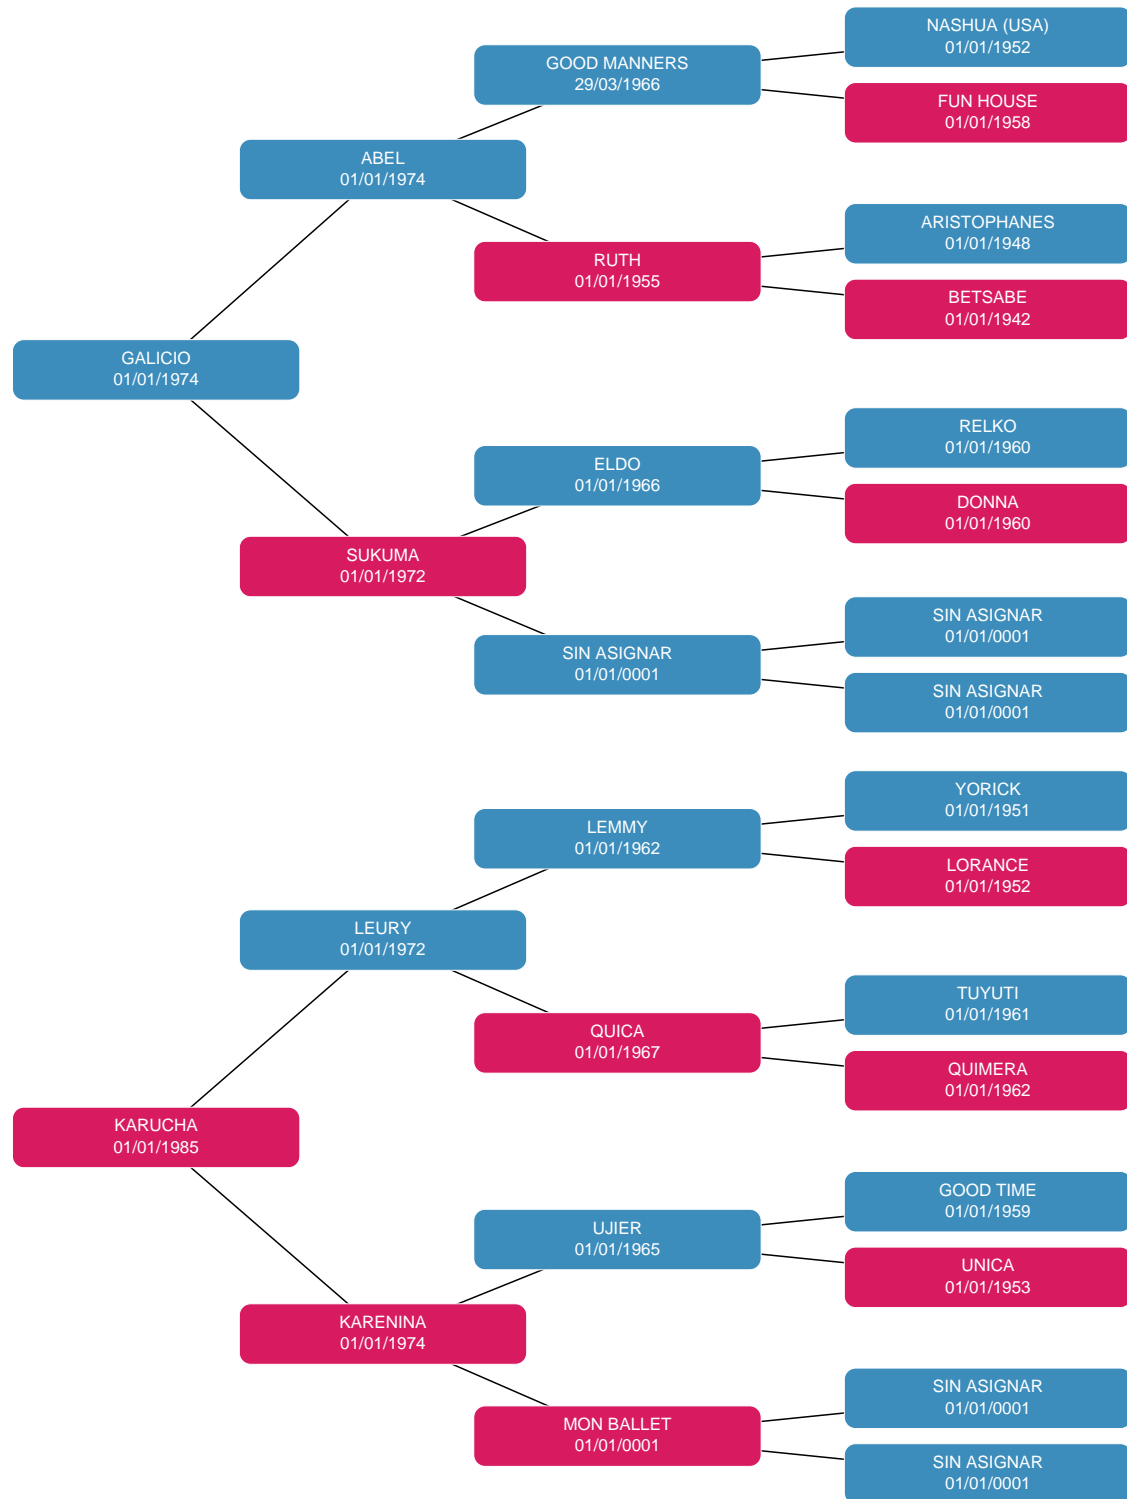 NASHUA (USA)
01/01/1952
GOOD MANNERS
29/03/1966
FUN HOUSE
01/01/1958
ABEL
01/01/1974
ARISTOPHANES
01/01/1948
RUTH
01/01/1955
BETSABE
01/01/1942
GALICIO
01/01/1974
RELKO
01/01/1960
ELDO
01/01/1966
DONNA
01/01/1960
SUKUMA
01/01/1972
SIN ASIGNAR
01/01/0001
SIN ASIGNAR
01/01/0001
SIN ASIGNAR
01/01/0001
YORICK
01/01/1951
LEMMY
01/01/1962
LORANCE
01/01/1952
LEURY
01/01/1972
TUYUTI
01/01/1961
QUICA
01/01/1967
QUIMERA
01/01/1962
KARUCHA
01/01/1985
GOOD TIME
01/01/1959
UJIER
01/01/1965
UNICA
01/01/1953
KARENINA
01/01/1974
SIN ASIGNAR
01/01/0001
MON BALLET
01/01/0001
SIN ASIGNAR
01/01/0001